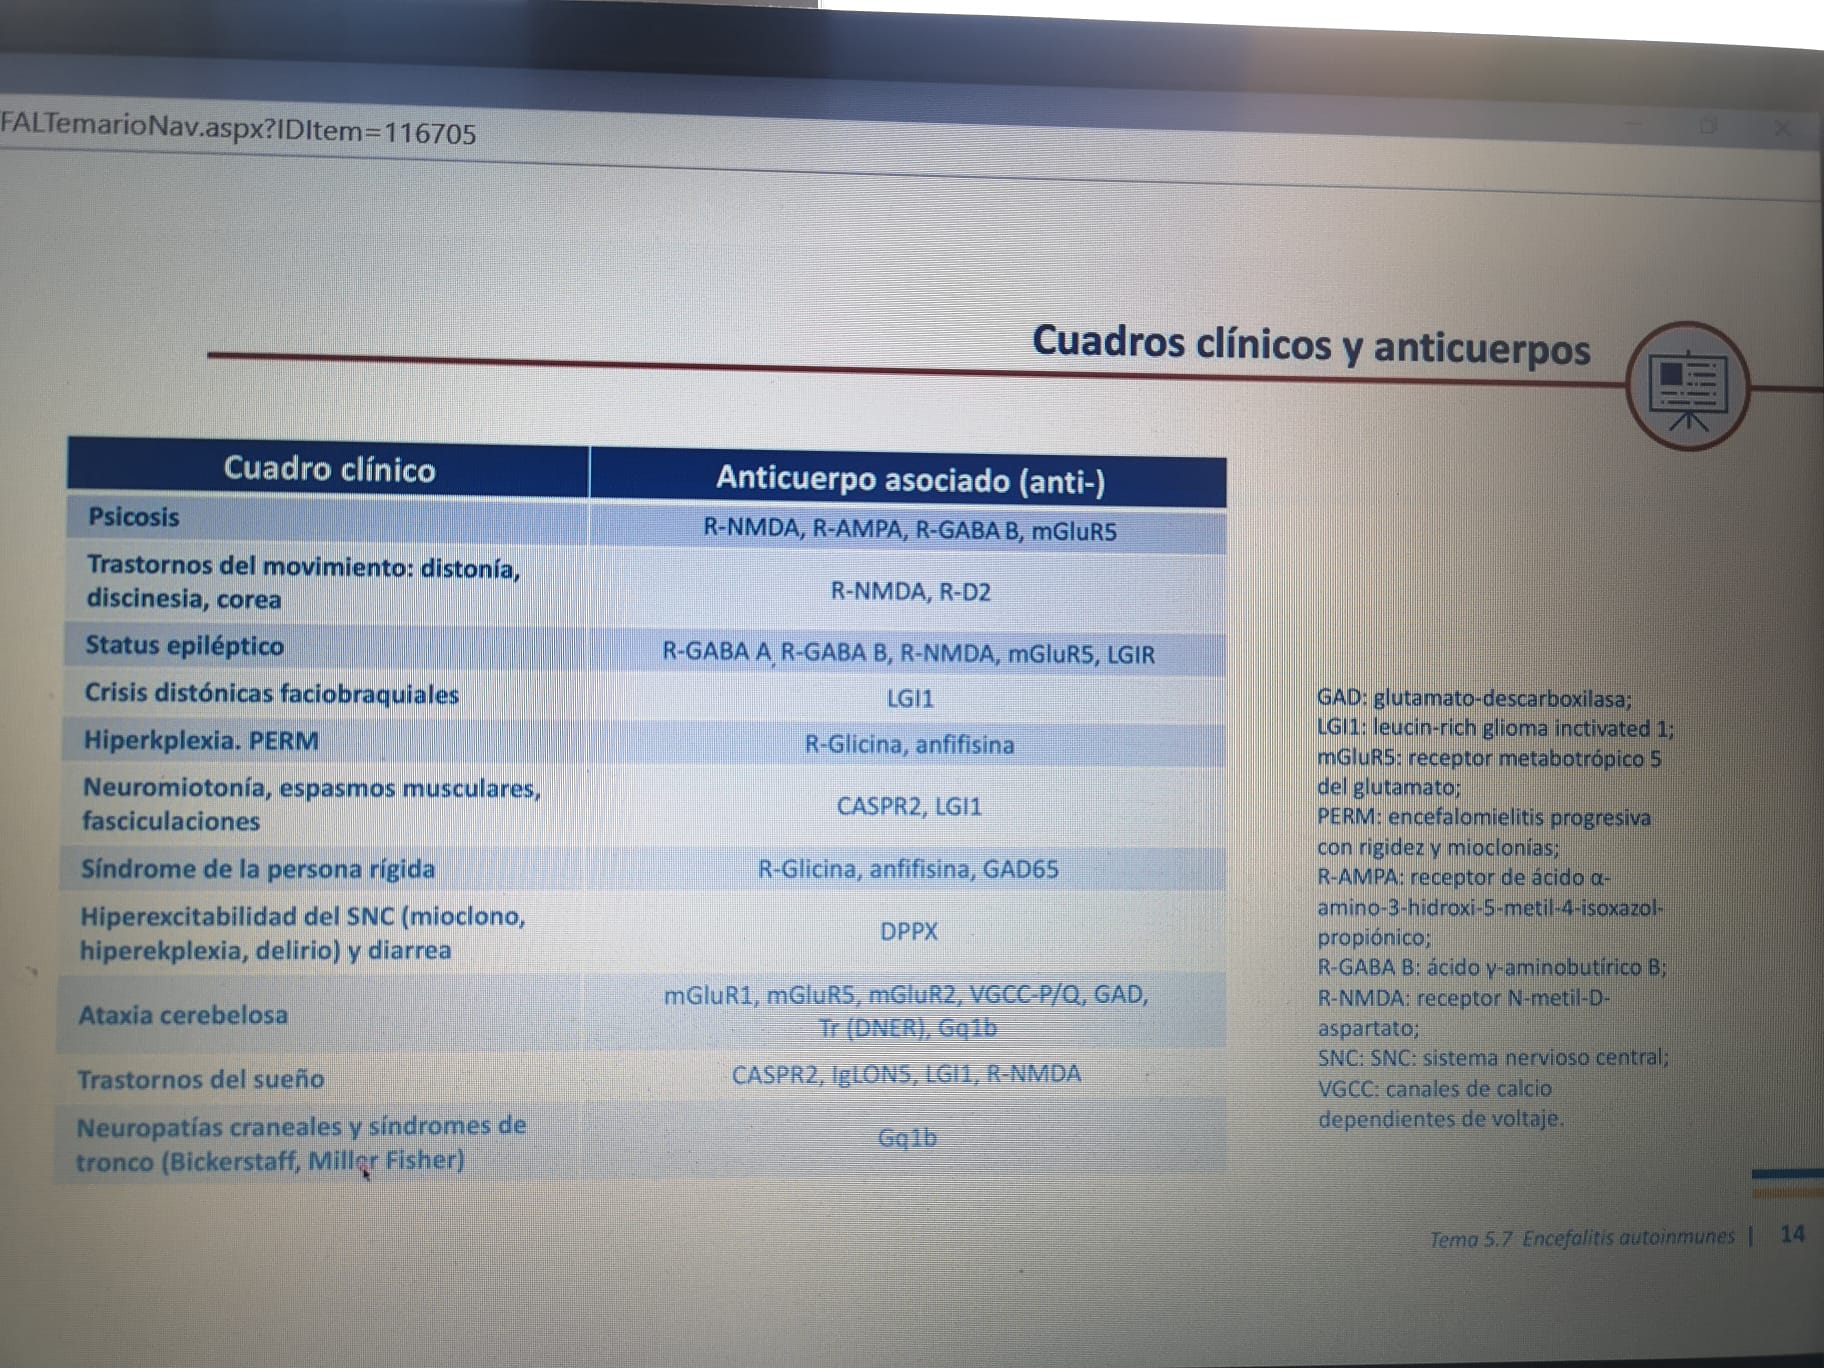 FALTemarioNav.aspx?IDItem=116705
Cuadros clínicos y anticuerpos
Cuadro clínico
Anticuerpo asociado (anti-)
Psicosis
R-NMDA, R-AMPA, R-GABA B, mGluR5
Trastornos del movimiento: distonía,
discinesia, corea
R-NMDA, R-D2
Status epiléptico
R-GABA A, R-GABA B, R-NMDA, mGluR5, LGIR
Crisis distónicas faciobraquiales
LGI1
Hiperkplexia. PERM
R-Glicina, anfifisina
Neuromiotonía, espasmos musculares,
fasciculaciones
CASPR2, LGI1
Síndrome de la persona rígida
R-Glicina, anfifisina, GAD65
Hiperexcitabilidad del SNC (mioclono,
hiperekplexia, delirio) y diarrea
DPPX
Ataxia cerebelosa
mGluR1, mGluR5, mGluR2, VGCC-P/Q, GAD,
Tr (DNER), Gq1b
Trastornos del sueño
CASPR2, IgLON5, LGI1, R-NMDA
Neuropatías craneales y síndromes de
tronco (Bickerstaff, Miller Fisher)
Gq1b
GAD: glutamato-descarboxilasa;
LGI1: leucin-rich glioma inctivated 1;
mGluR5: receptor metabotrópico 5
del glutamato;
PERM: encefalomielitis progresiva
con rigidez y mioclonías;
R-AMPA: receptor de ácido α-
amino-3-hidroxi-5-metil-4-isoxazol-
propiónico;
R-GABA B: ácido γ-aminobutírico B;
R-NMDA: receptor N-metil-D-
aspartato;
SNC: SNC: sistema nervioso central;
VGCC: canales de calcio
dependientes de voltaje.
Tema 5.7 Encefalitis autoinmunes | 14